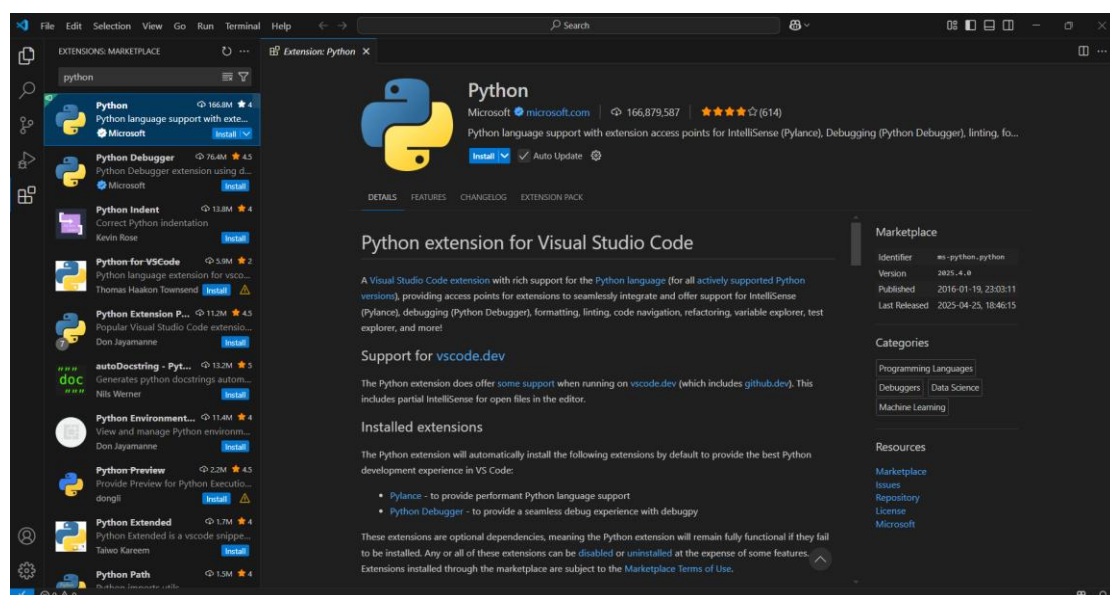 File Edit Selection View Go Run Terminal Help
Search
EXTENSIONS: MARKETPLACE
python
Python 166.8M 4
Python language support with exte...
Microsoft Install
Python Debugger 76.4M 4.5
Python Debugger extension using d...
Microsoft Install
Python Indent 13.8M 4
Correct Python indentation
Kevin Rose Install
Python for VSCode 5.9M 2
Python language extension for vsco...
Thomas Haakon Townsend Install
Python Extension P... 11.2M 4.5
Popular Visual Studio Code extensio...
7
Don Jayamanne Install
autoDocstring - Pyt... 13.2M 5
doc
Generates python docstrings autom...
Nils Werner Install
Python Environment... 11.4M 4
View and manage Python environm...
Don Jayamanne Install
Python Preview 2.2M 4.5
Provide Preview for Python Executio...
dongli Install
Python Extended 1.7M 4
Python Extended is a vscode snippe...
Taiwo Kareem Install
Python Path 1.5M 4
Python imports utils
Extension: Python
Python
Microsoft microsoft.com 166,879,587 (614)
Python language support with extension access points for IntelliSense (Pylance), Debugging (Python Debugger), linting, fo...
Install Auto Update
DETAILS FEATURES CHANGELOG EXTENSION PACK
Python extension for Visual Studio Code
A Visual Studio Code extension with rich support for the Python language (for all actively supported Python
versions), providing access points for extensions to seamlessly integrate and offer support for IntelliSense
(Pylance), debugging (Python Debugger), formatting, linting, code navigation, refactoring, variable explorer, test
explorer, and more!
Support for vscode.dev
The Python extension does offer some support when running on vscode.dev (which includes github.dev). This
includes partial IntelliSense for open files in the editor.
Installed extensions
The Python extension will automatically install the following extensions by default to provide the best Python
development experience in VS Code:
• Pylance - to provide performant Python language support
• Python Debugger - to provide a seamless debug experience with debugpy
These extensions are optional dependencies, meaning the Python extension will remain fully functional if they fail
to be installed. Any or all of these extensions can be disabled or uninstalled at the expense of some features.
Extensions installed through the marketplace are subject to the Marketplace Terms of Use.
Marketplace
Identifier ms-python.python
Version 2025.4.0
Published 2016-01-19, 23:03:11
Last Released 2025-04-25, 18:46:15
Categories
Programming Languages
Debuggers Data Science
Machine Learning
Resources
Marketplace
Issues
Repository
License
Microsoft